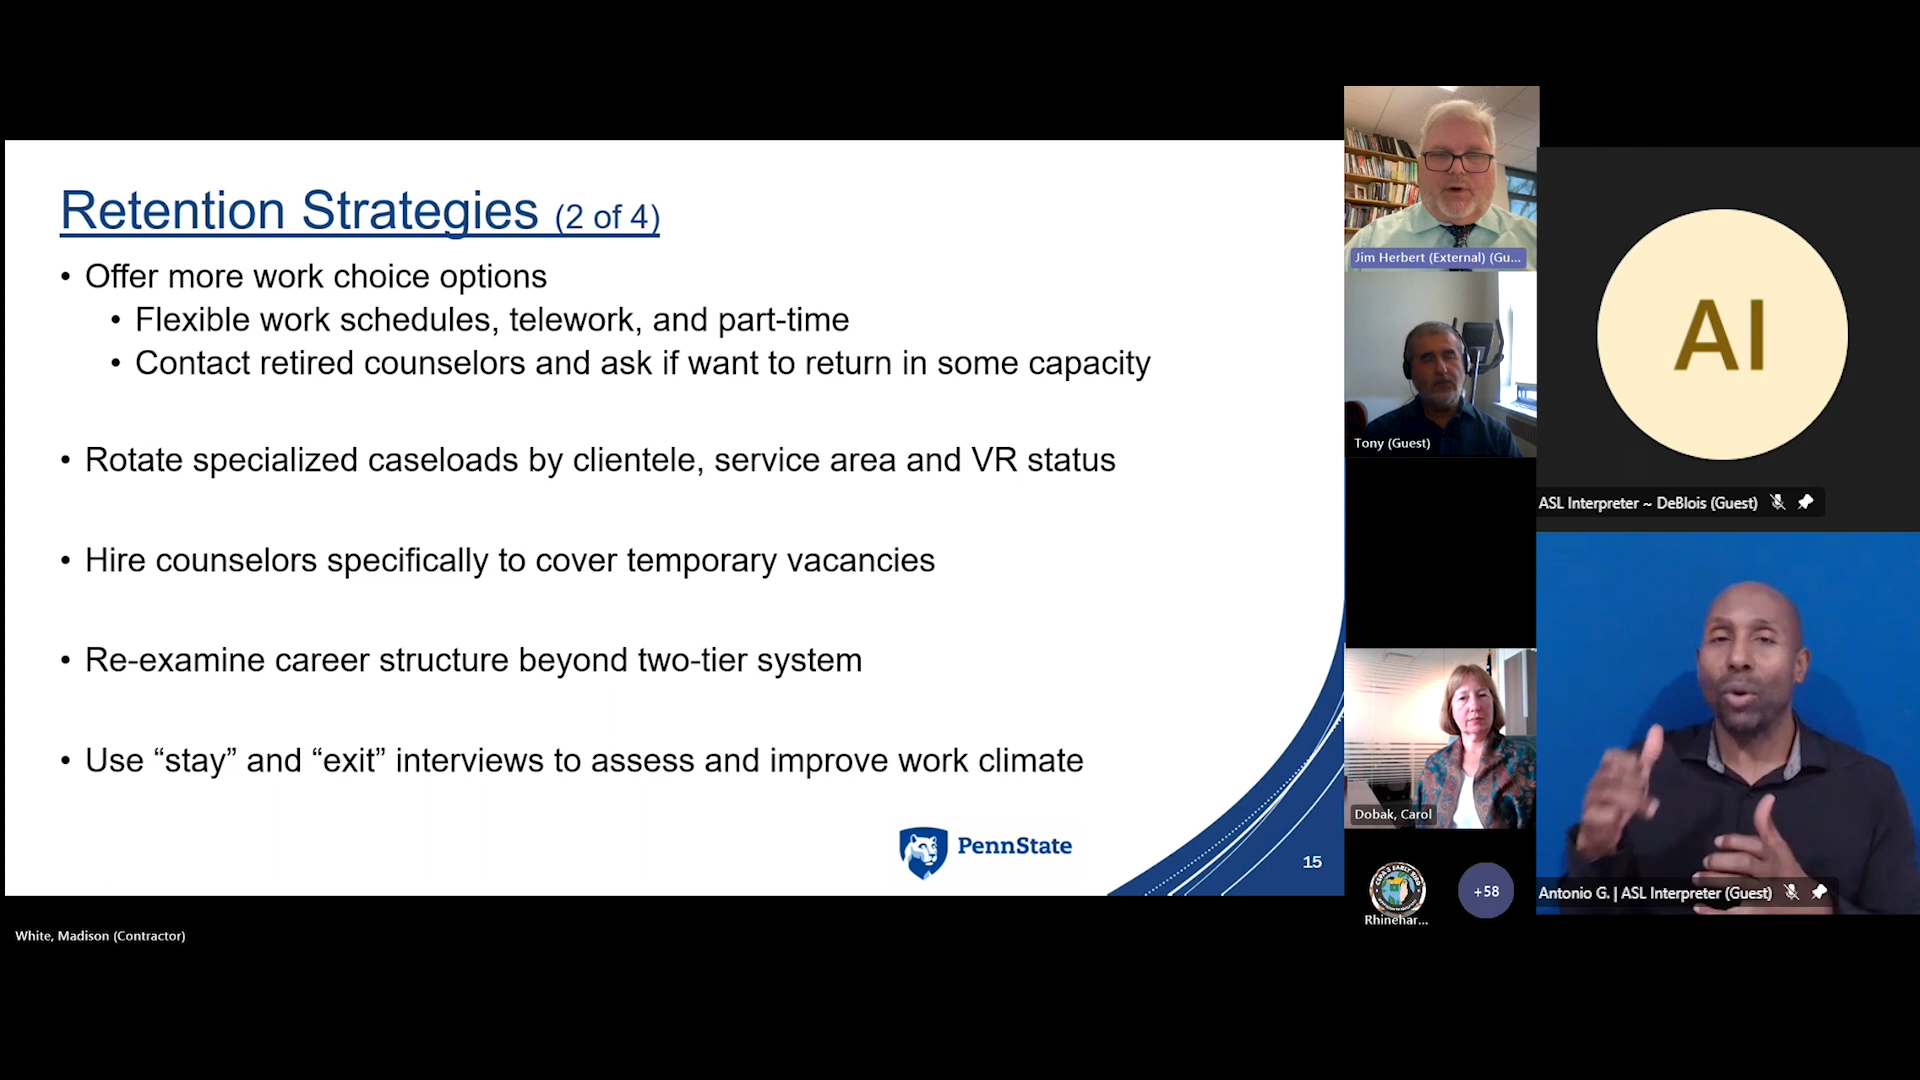 Retention Strategies (2 of 4)
• Offer more work choice options
• Flexible work schedules, telework, and part-time
• Contact retired counselors and ask if want to return in some capacity
• Rotate specialized caseloads by clientele, service area and VR status
• Hire counselors specifically to cover temporary vacancies
• Re-examine career structure beyond two-tier system
• Use “stay” and “exit” interviews to assess and improve work climate
PennState
15
White, Madison (Contractor)
Jim Herbert (External) (Gu...
Tony (Guest)
Dobak, Carol
Rhinehar...
+58
AI
ASL Interpreter ~ DeBlois (Guest)
Antonio G. | ASL Interpreter (Guest)